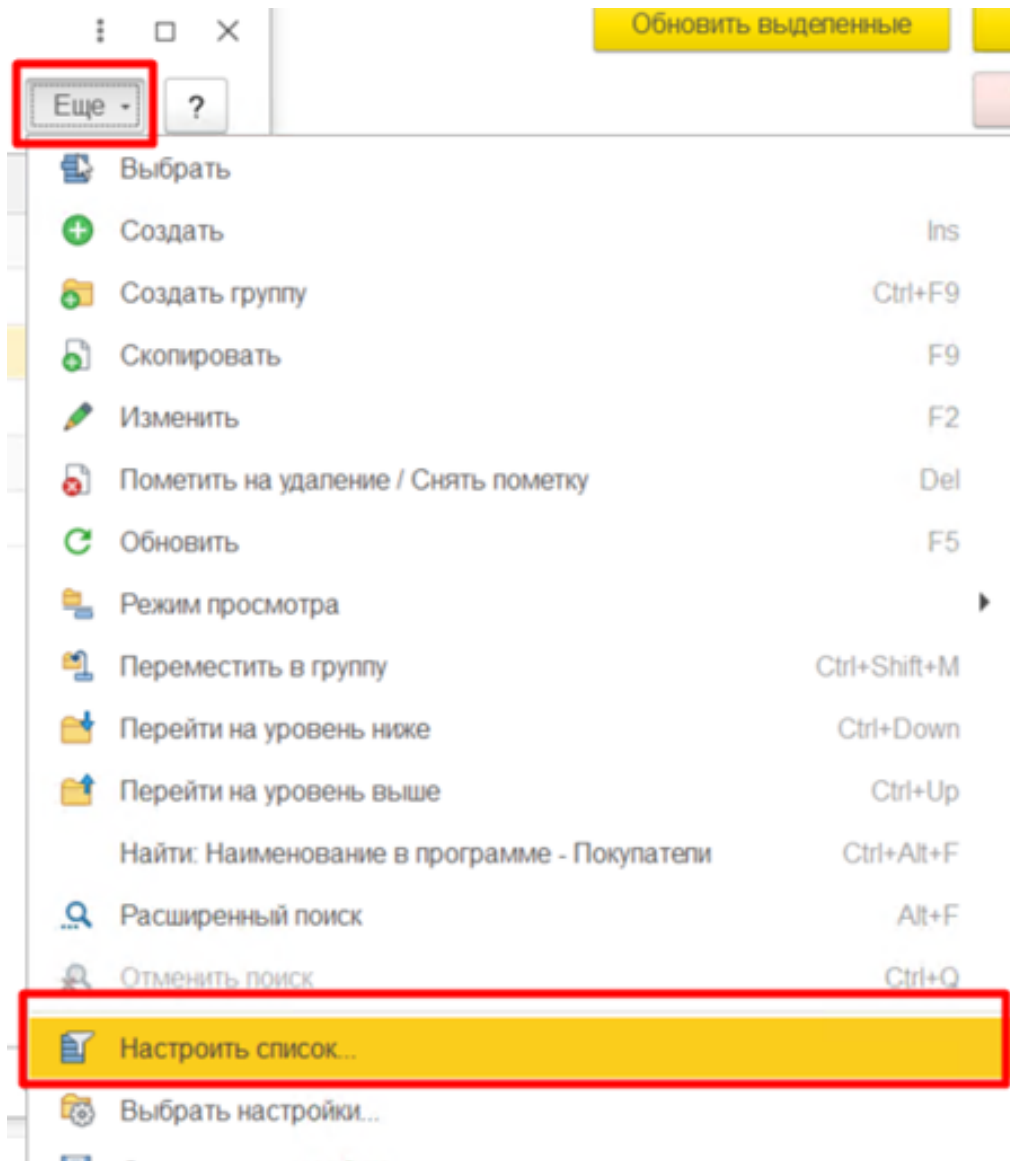 Обновить выделенные
Еще
?
Выбрать
Создать Ins
Создать группу Ctrl+F9
Скопировать F9
Изменить F2
Пометить на удаление / Снять пометку Del
Обновить F5
Режим просмотра
Переместить в группу Ctrl+Shift+M
Перейти на уровень ниже Ctrl+Down
Перейти на уровень выше Ctrl+Up
Найти: Наименование в программе - Покупатели Ctrl+Alt+F
Расширенный поиск Alt+F
Отменить поиск Ctrl+Q
Настроить список...
Выбрать настройки...